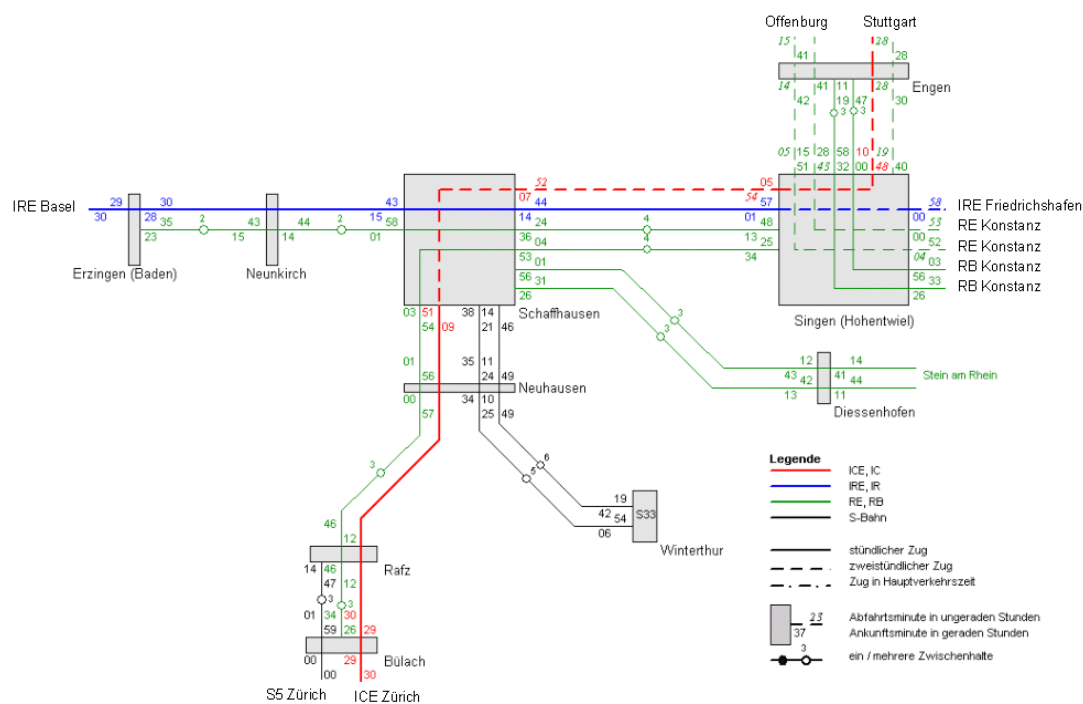 Offenburg Stuttgart
15 28
41 28
Engen
14 41 11 28
42 19 47 30
3 3
05 15 28 58 10 19
51 43 32 00 48 40
52 05
07 54
29 30 43 44 57 58
IRE Basel IRE Friedrichshafen
30 28 15 14 01 00
35 2 43 44 2 58 24 4 48 53
RE Konstanz
23 15 14 01 36 13 00
04 4 25 52
RE Konstanz
Erzingen (Baden) Neunkirch
53 34 04
01 03
RB Konstanz
56 56
31 33
RB Konstanz
26 26
03 51 38 14
Schaffhausen
Singen (Hohentwiel)
54 09 21 46
3
3
01 35 11
12 14
56 24 49
Neuhausen
43 42 41 44
Stein am Rhein
00 34 10
13 11
57 25 49
Diessenhofen
3
6
5
Legende
ICE, IC
IRE, IR
RE, RB
S-Bahn
19
42 54
S33
06
Winterthur
stündlicher Zug
zweistündlicher Zug
Zug in Hauptverkehrszeit
46
12
Rafz
14 46
47 12
3
3
01 34 30
59 26 29
Bülach
00 29
00 30
S5 Zürich ICE Zürich
23
37
Abfahrtsminute in ungeraden Stunden
Ankunftsminute in geraden Stunden
3
ein / mehrere Zwischenhalte